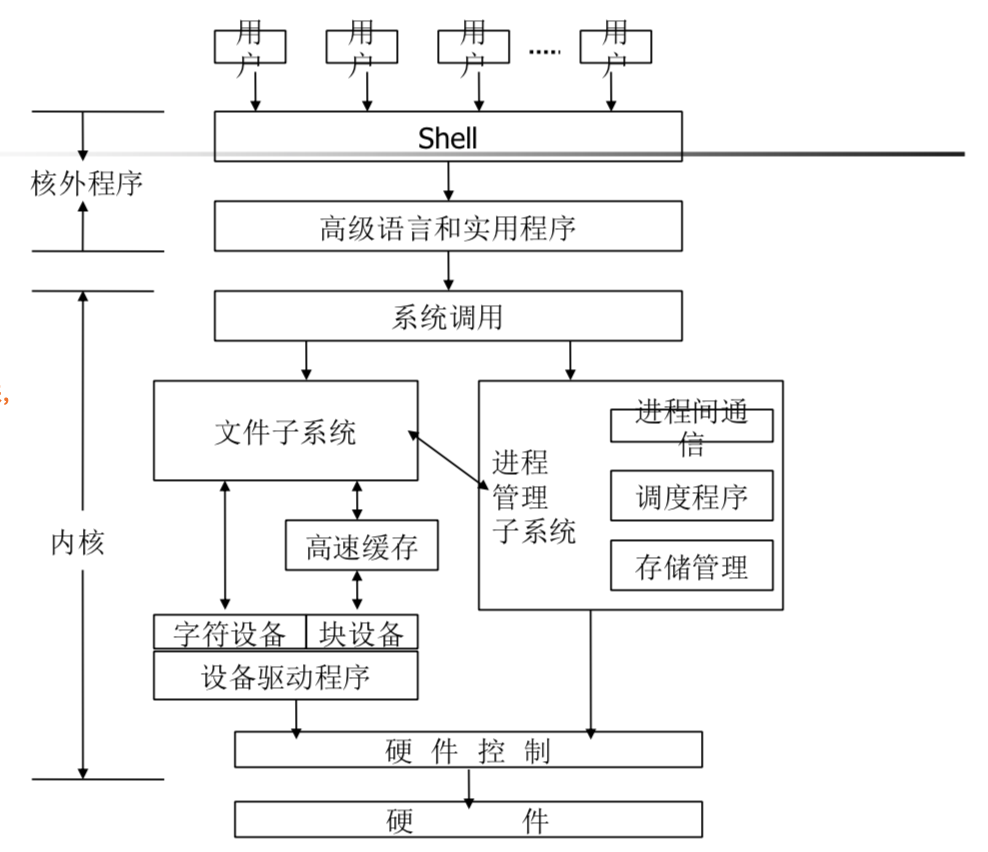 用户
用户
用户
.....
用户
Shell
核外程序
高级语言和实用程序
系统调用
文件子系统
进程
管理
子系统
进程间通
信
调度程序
存储管理
内核
高速缓存
字符设备
块设备
设备驱动程序
硬 件 控 制
硬 件